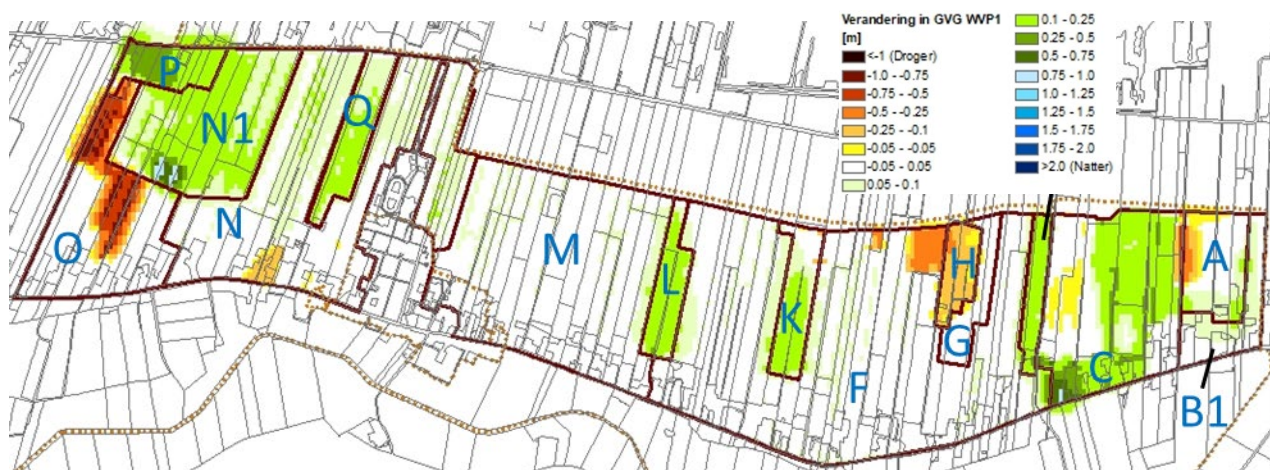 Verandering in GVG WVP1
[m]
<-1 (Droger)
-1.0 - -0.75
-0.75 - -0.5
-0.5 - -0.25
-0.25 - -0.1
-0.1 - -0.05
-0.05 - 0.05
0.05 - 0.1
0.1 - 0.25
0.25 - 0.5
0.5 - 0.75
0.75 - 1.0
1.0 - 1.25
1.25 - 1.5
1.5 - 1.75
1.75 - 2.0
>2.0 (Natter)
P
N1
Q
O
N
M
L
K
F
H
G
C
A
B1